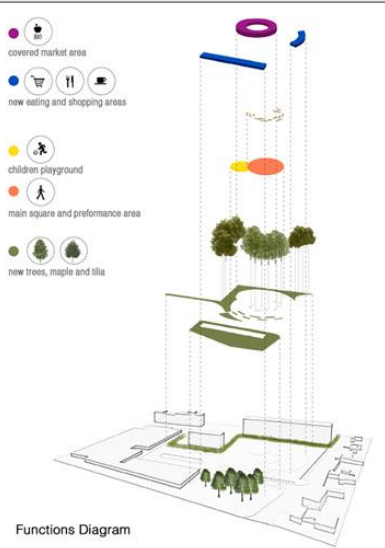 BIO
covered market area
new eating and shopping areas
children playground
main square and preformance area
new trees, maple and tilia
Functions Diagram